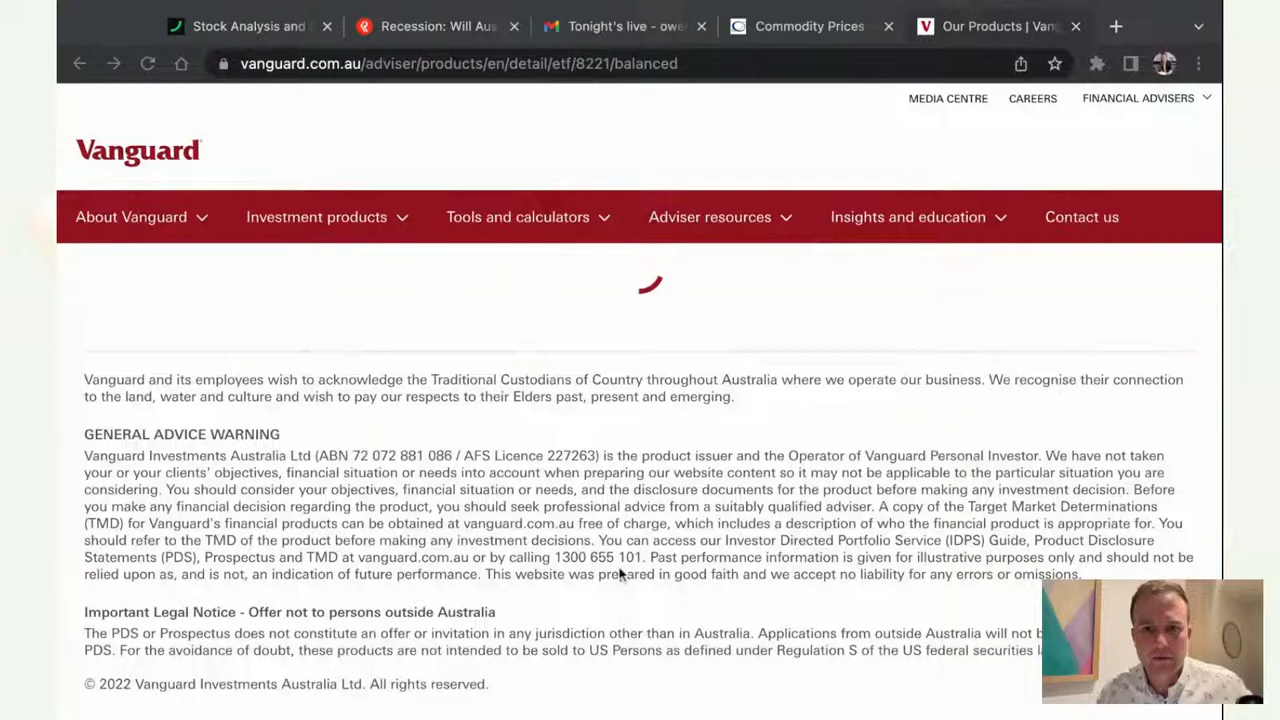 Stock Analysis and
Recession: Will Aus
Tonight's live - owe
Commodity Prices
Our Products | Van
vanguard.com.au/adviser/products/en/detail/etf/8221/balanced
MEDIA CENTRE CAREERS FINANCIAL ADVISERS
Vanguard
About Vanguard Investment products Tools and calculators Adviser resources Insights and education Contact us
Vanguard and its employees wish to acknowledge the Traditional Custodians of Country throughout Australia where we operate our business. We recognise their connection
to the land, water and culture and wish to pay our respects to their Elders past, present and emerging.
GENERAL ADVICE WARNING
Vanguard Investments Australia Ltd (ABN 72 072 881 086 / AFS Licence 227263) is the product issuer and the Operator of Vanguard Personal Investor. We have not taken
your or your clients' objectives, financial situation or needs into account when preparing our website content so it may not be applicable to the particular situation you are
considering. You should consider your objectives, financial situation or needs, and the disclosure documents for the product before making any investment decision. Before
you make any financial decision regarding the product, you should seek professional advice from a suitably qualified adviser. A copy of the Target Market Determinations
(TMD) for Vanguard's financial products can be obtained at vanguard.com.au free of charge, which includes a description of who the financial product is appropriate for. You
should refer to the TMD of the product before making any investment decisions. You can access our Investor Directed Portfolio Service (IDPS) Guide, Product Disclosure
Statements (PDS), Prospectus and TMD at vanguard.com.au or by calling 1300 655 101. Past performance information is given for illustrative purposes only and should not be
relied upon as, and is not, an indication of future performance. This website was prepared in good faith and we accept no liability for any errors or omissions.
Important Legal Notice - Offer not to persons outside Australia
The PDS or Prospectus does not constitute an offer or invitation in any jurisdiction other than in Australia. Applications from outside Australia will not b
PDS. For the avoidance of doubt, these products are not intended to be sold to US Persons as defined under Regulation S of the US federal securities l
© 2022 Vanguard Investments Australia Ltd. All rights reserved.